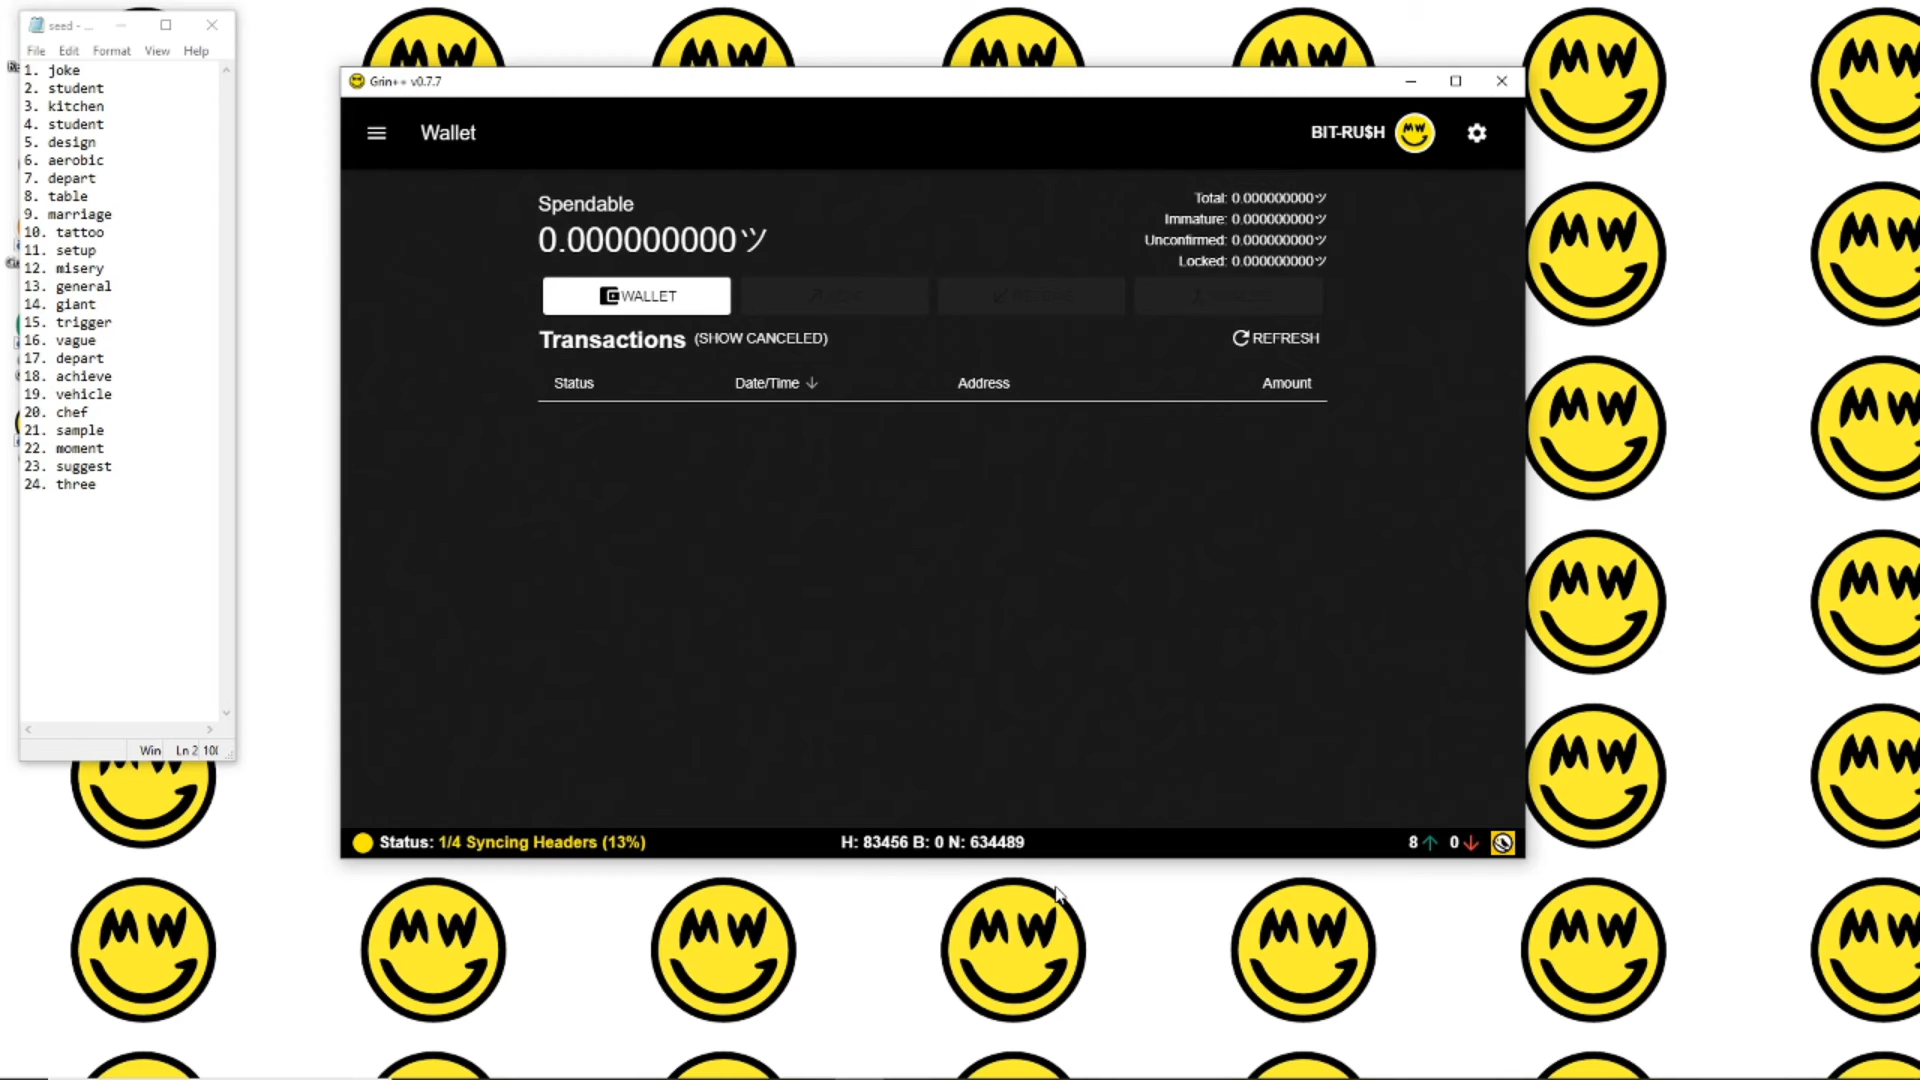 seed - ...
File Edit Format View Help
1. joke
2. student
3. kitchen
4. student
5. design
6. aerobic
7. depart
8. table
9. marriage
10. tattoo
11. setup
12. misery
13. general
14. giant
15. trigger
16. vague
17. depart
18. achieve
19. vehicle
20. chef
21. sample
22. moment
23. suggest
24. three
Win Ln 2 100
Grin++ v0.7.7
Wallet
BIT-RU$H
MW
Spendable
0.000000000ツ
Total: 0.000000000ツ
Immature: 0.000000000ツ
Unconfirmed: 0.000000000ツ
Locked: 0.000000000ツ
WALLET
Transactions (SHOW CANCELED)
REFRESH
Status Date/Time Address Amount
Status: 1/4 Syncing Headers (13%)
H: 83456 B: 0 N: 634489
8 0